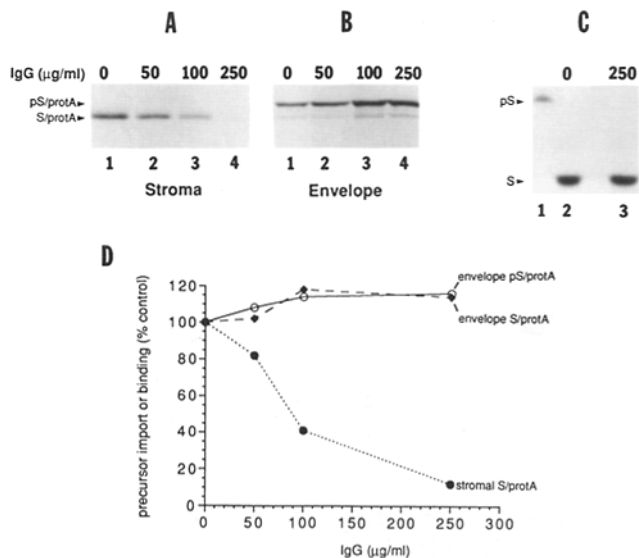 A
B
C
IgG (µg/ml) 0 50 100 250
0 50 100 250
0 250
pS/protA►
S/protA►
pS►
S►
1 2 3 4
Stroma
1 2 3 4
Envelope
1 2 3
D
precursor import or binding (% control)
120
100
80
60
40
20
0
envelope pS/protA
envelope S/protA
stromal S/protA
0 50 100 150 200 250 300
IgG (µg/ml)